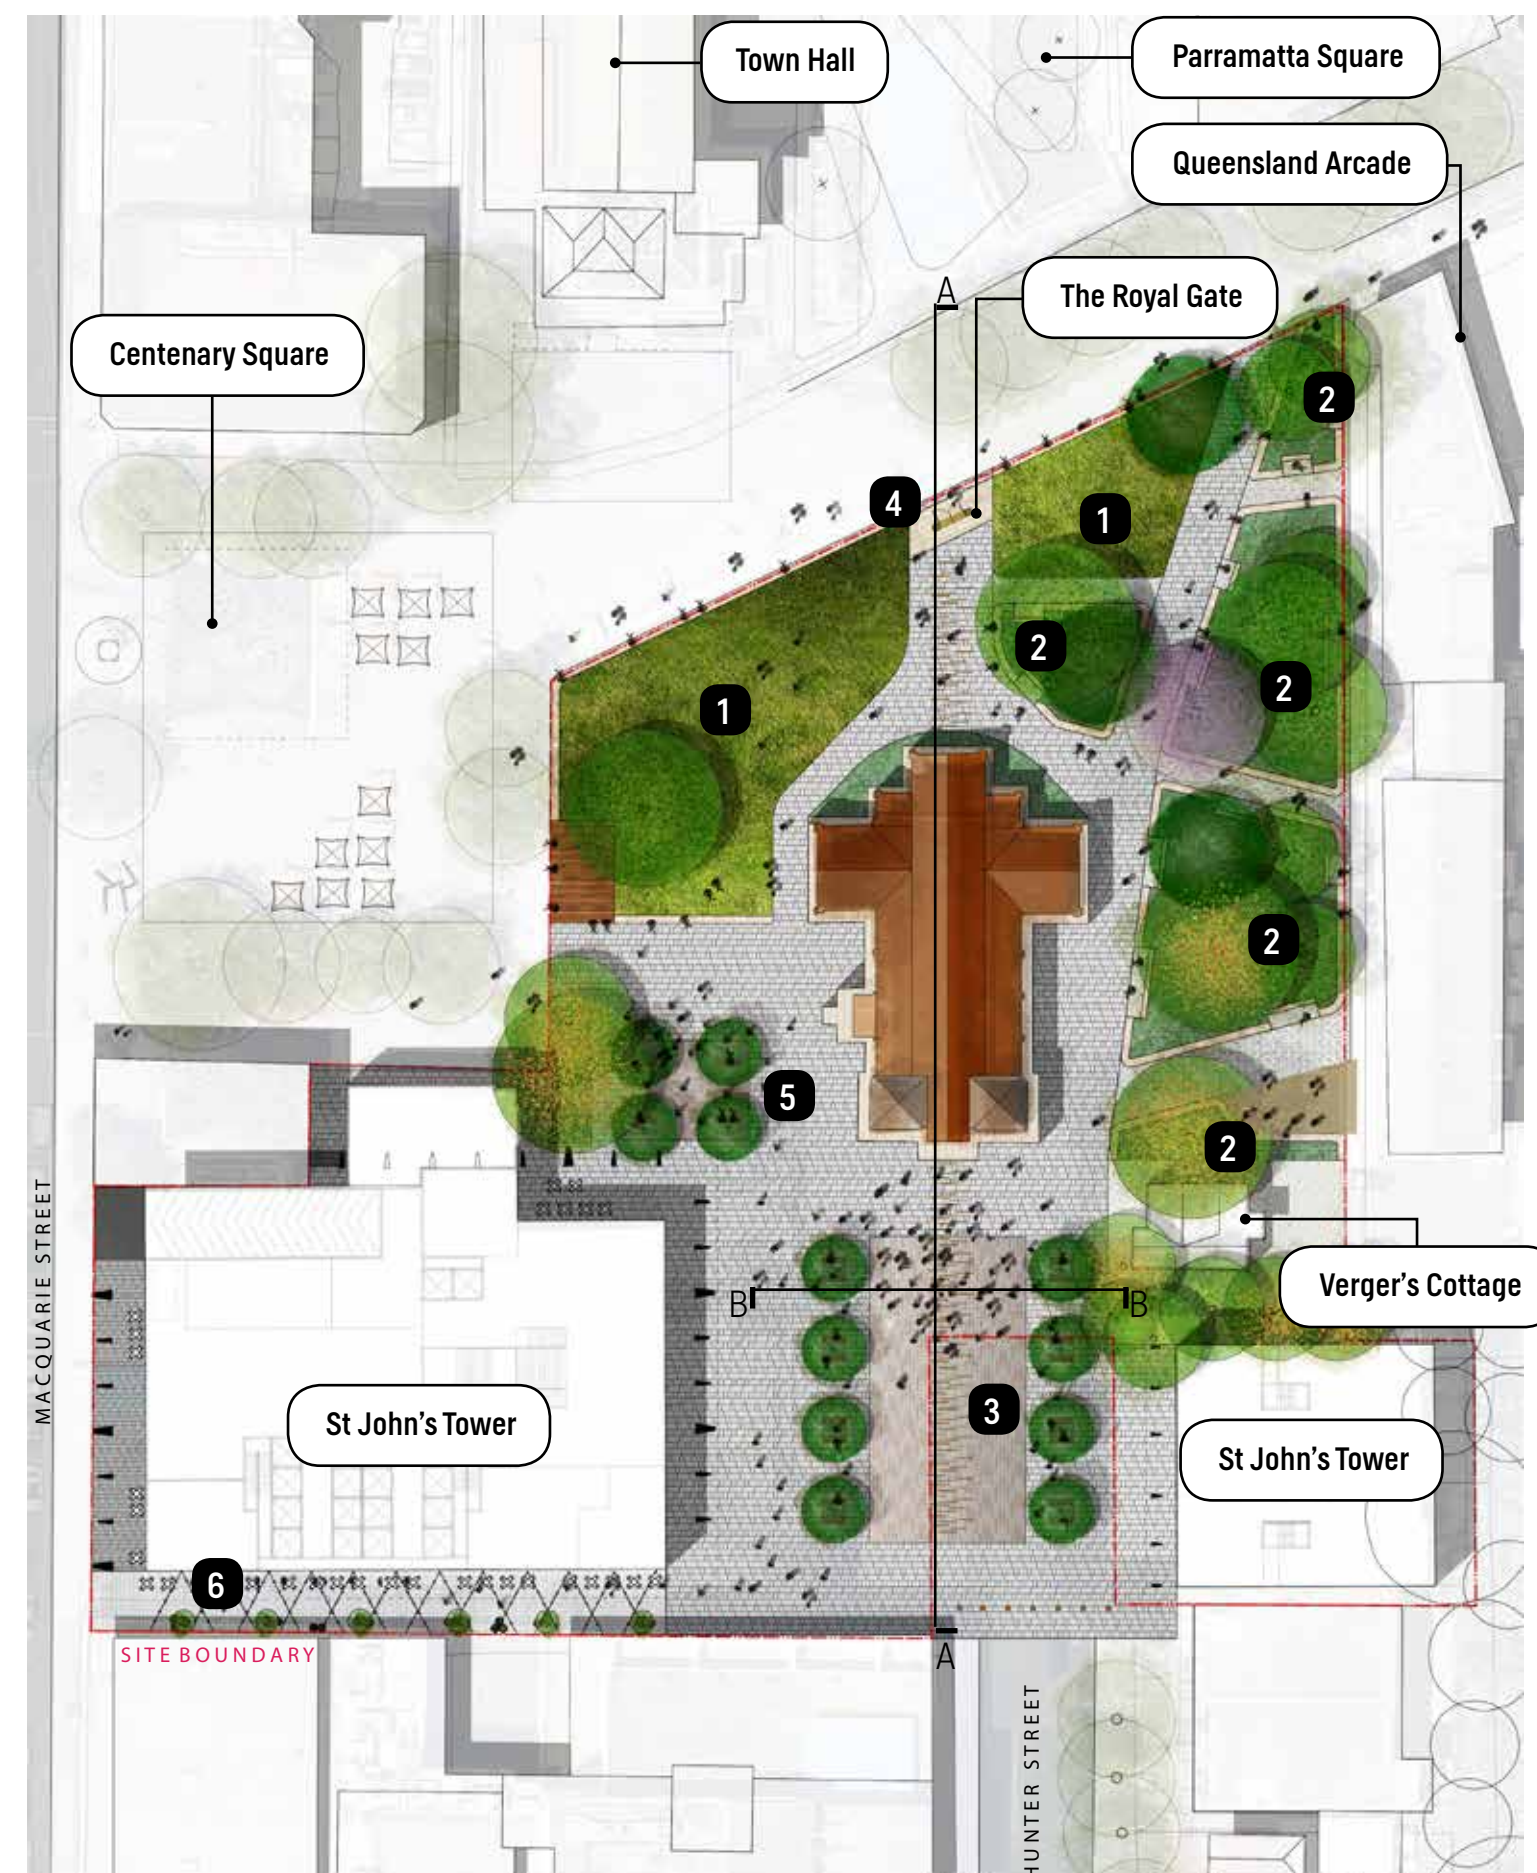 Town Hall
Parramatta Square
Queensland Arcade
A
The Royal Gate
Centenary Square
2
4
1
2
2
1
2
5
2
MACQUARIE STREET
Verger's Cottage
B
B
3
St John's Tower
St John's Tower
6
SITE BOUNDARY
A
HUNTER STREET